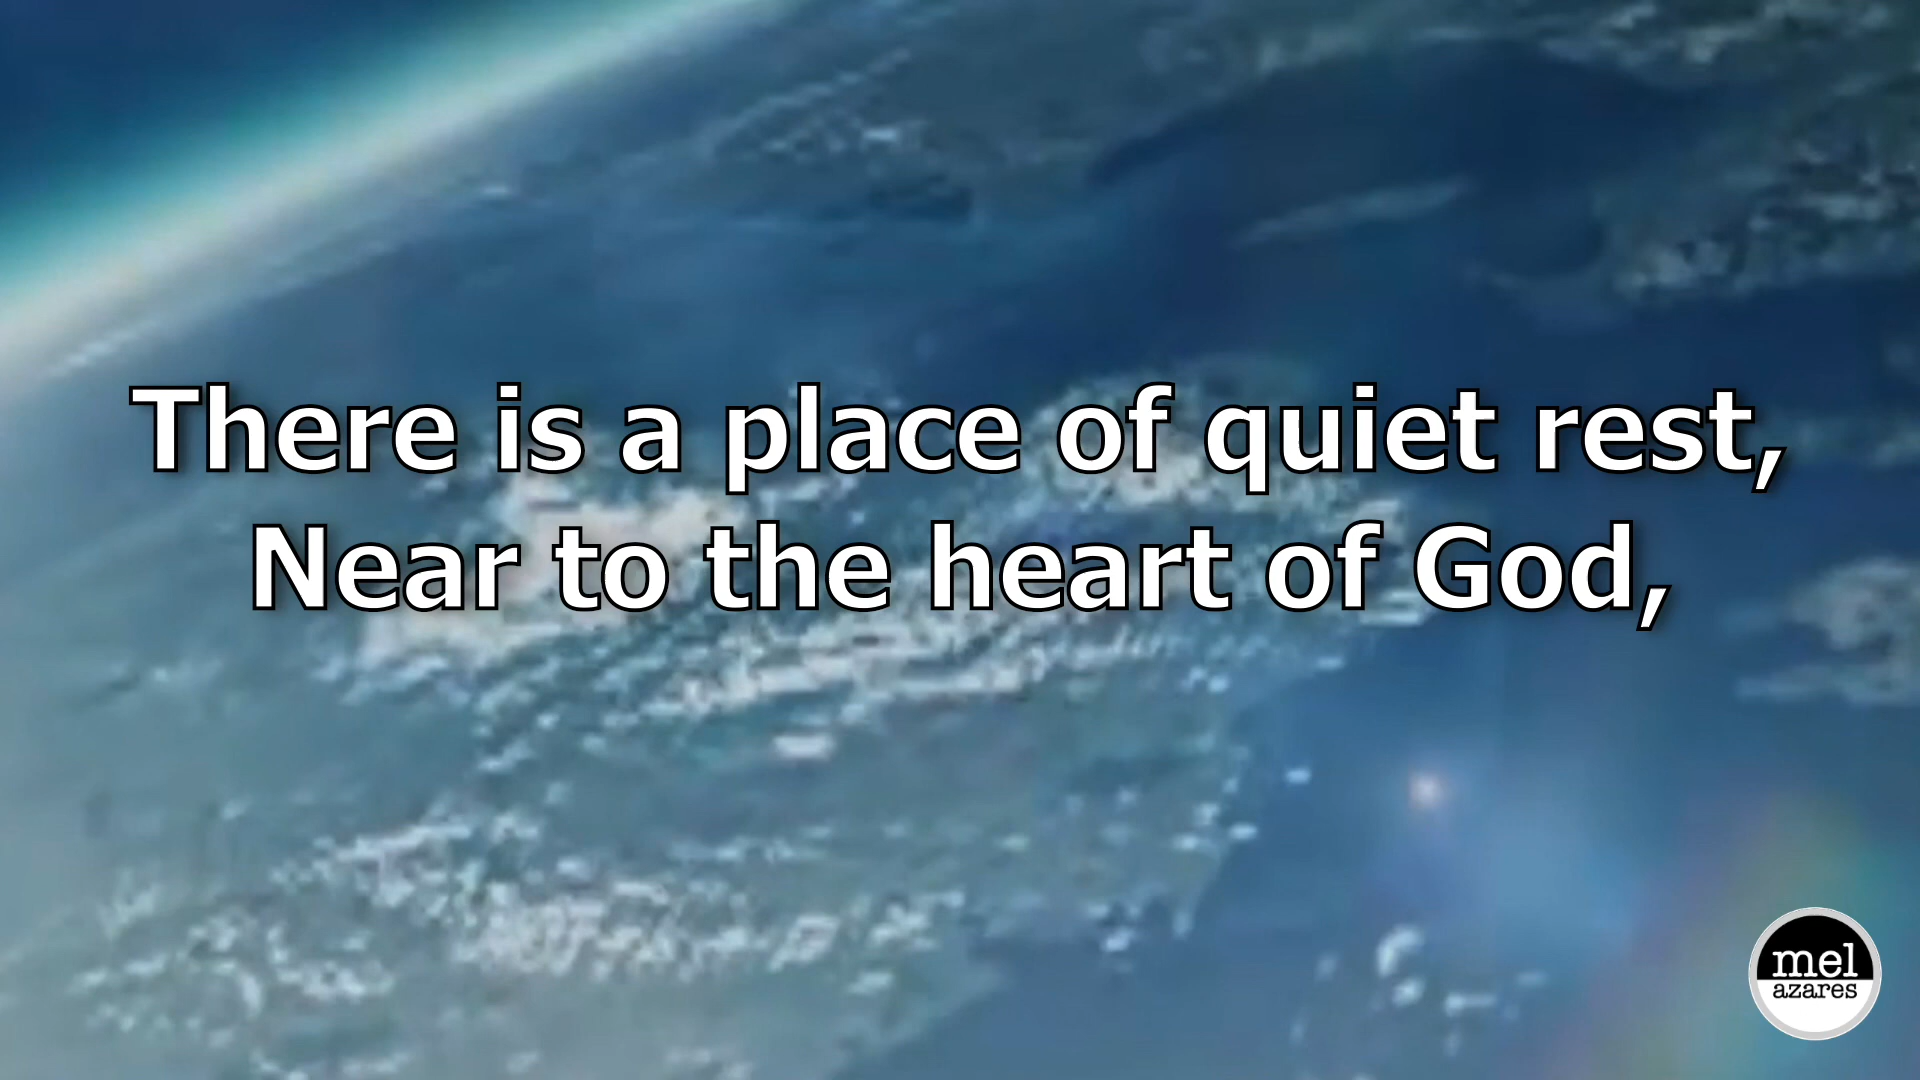 There is a place of quiet rest,
Near to the heart of God,
mel
azares